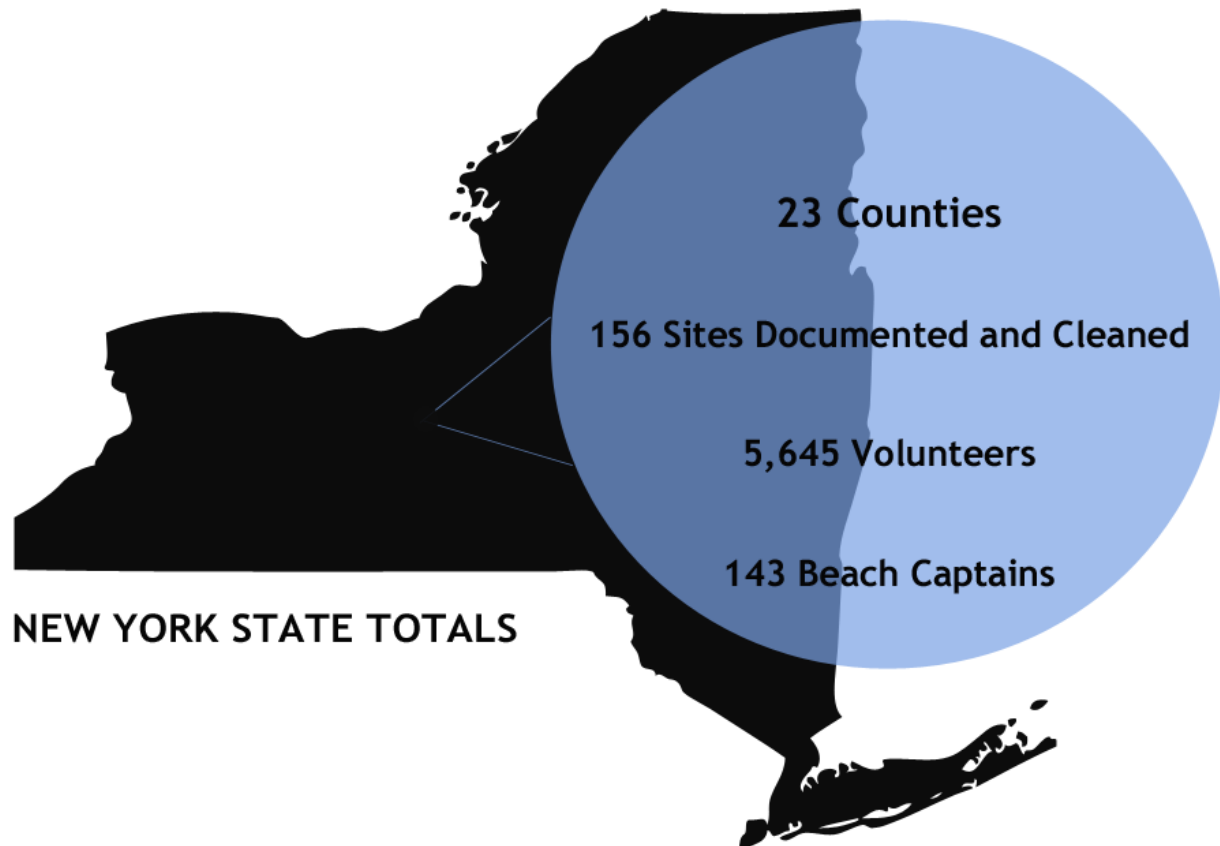 23 Counties
156 Sites Documented and Cleaned
5,645 Volunteers
143 Beach Captains
NEW YORK STATE TOTALS